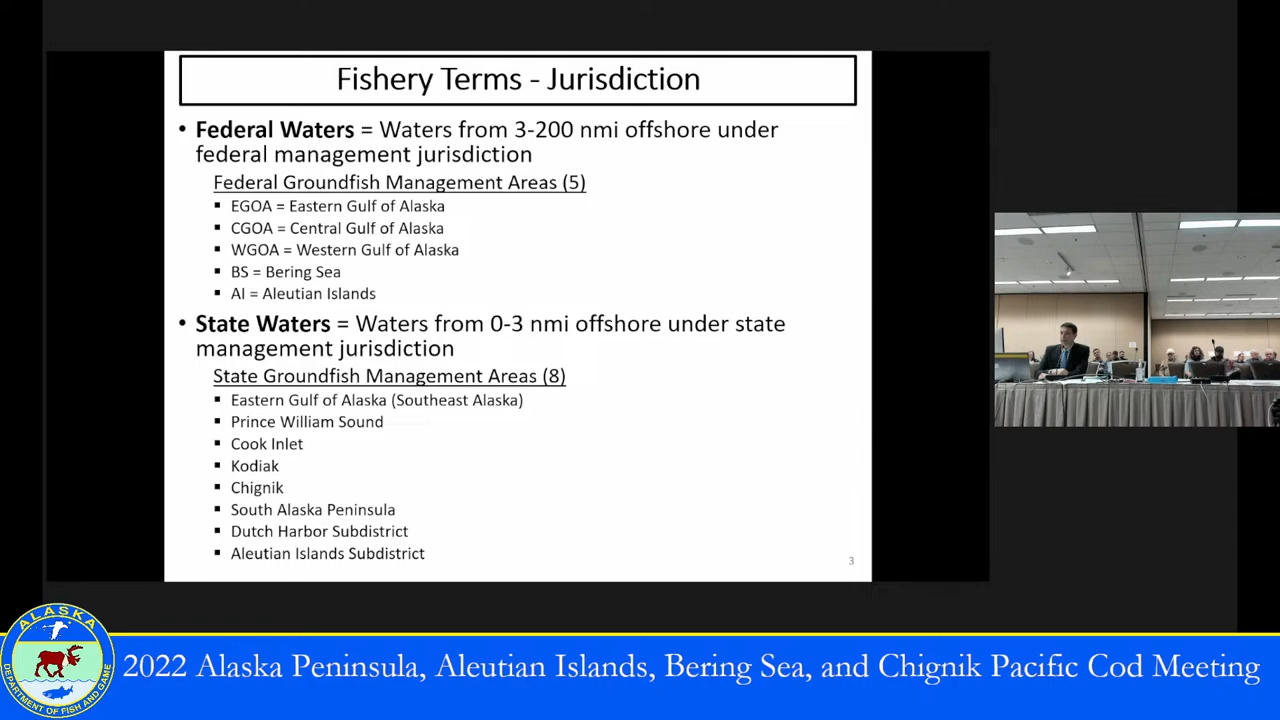 Fishery Terms - Jurisdiction
• Federal Waters = Waters from 3-200 nmi offshore under
federal management jurisdiction
Federal Groundfish Management Areas (5)
▪ EGOA = Eastern Gulf of Alaska
▪ CGOA = Central Gulf of Alaska
▪ WGOA = Western Gulf of Alaska
▪ BS = Bering Sea
▪ AI = Aleutian Islands
• State Waters = Waters from 0-3 nmi offshore under state
management jurisdiction
State Groundfish Management Areas (8)
▪ Eastern Gulf of Alaska (Southeast Alaska)
▪ Prince William Sound
▪ Cook Inlet
▪ Kodiak
▪ Chignik
▪ South Alaska Peninsula
▪ Dutch Harbor Subdistrict
▪ Aleutian Islands Subdistrict
3
ALASKA
DEPARTMENT OF FISH AND GAME
2022 Alaska Peninsula, Aleutian Islands, Bering Sea, and Chignik Pacific Cod Meeting